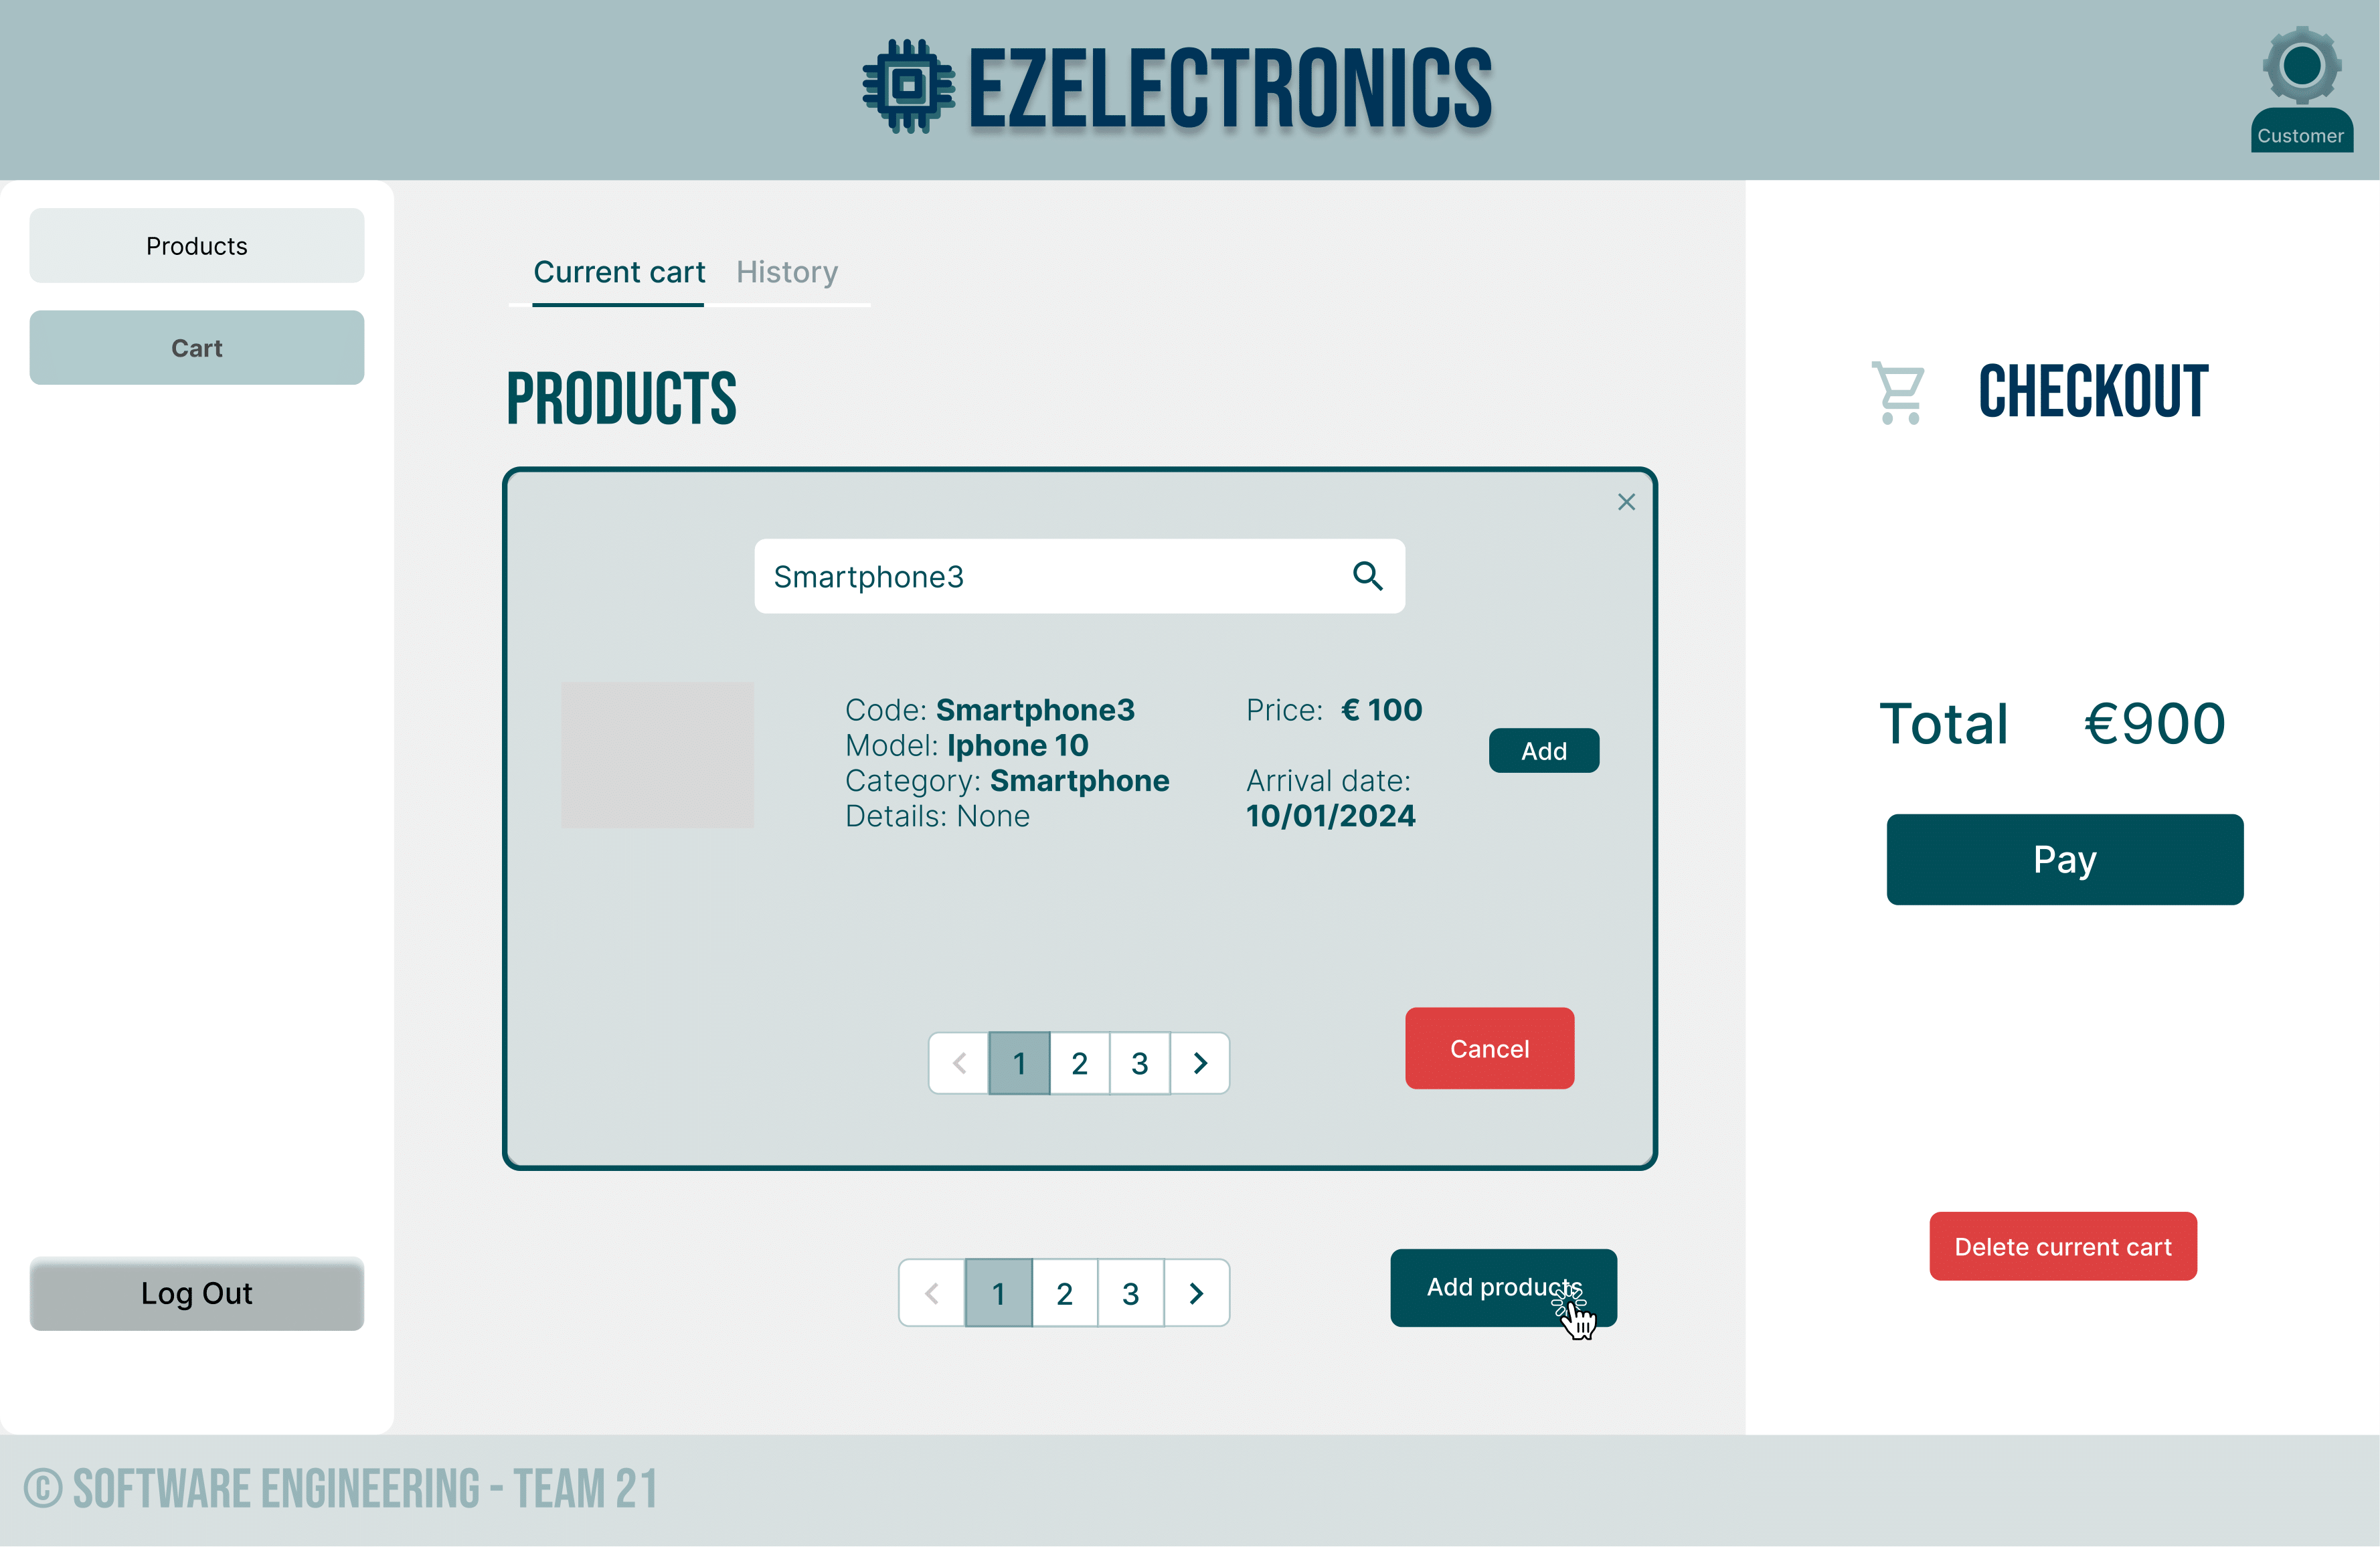 EZELECTRONICS
Customer
Products
Cart
Log Out
Current cart History
PRODUCTS
Smartphone3
Code: Smartphone3
Model: Iphone 10
Category: Smartphone
Details: None
Price: € 100
Arrival date:
10/01/2024
Add
1 2 3
Cancel
1 2 3
Add products
CHECKOUT
Total €900
Pay
Delete current cart
© SOFTWARE ENGINEERING - TEAM 21